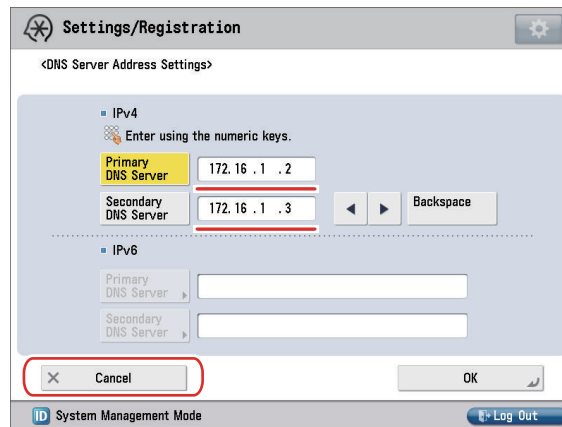 Settings/Registration
<DNS Server Address Settings>
IPv4
Enter using the numeric keys.
Primary
DNS Server
172. 16 . 1 . 2
Secondary
DNS Server
172. 16 . 1 . 3
Backspace
IPv6
Primary
DNS Server
Secondary
DNS Server
Cancel
OK
ID System Management Mode
Log Out